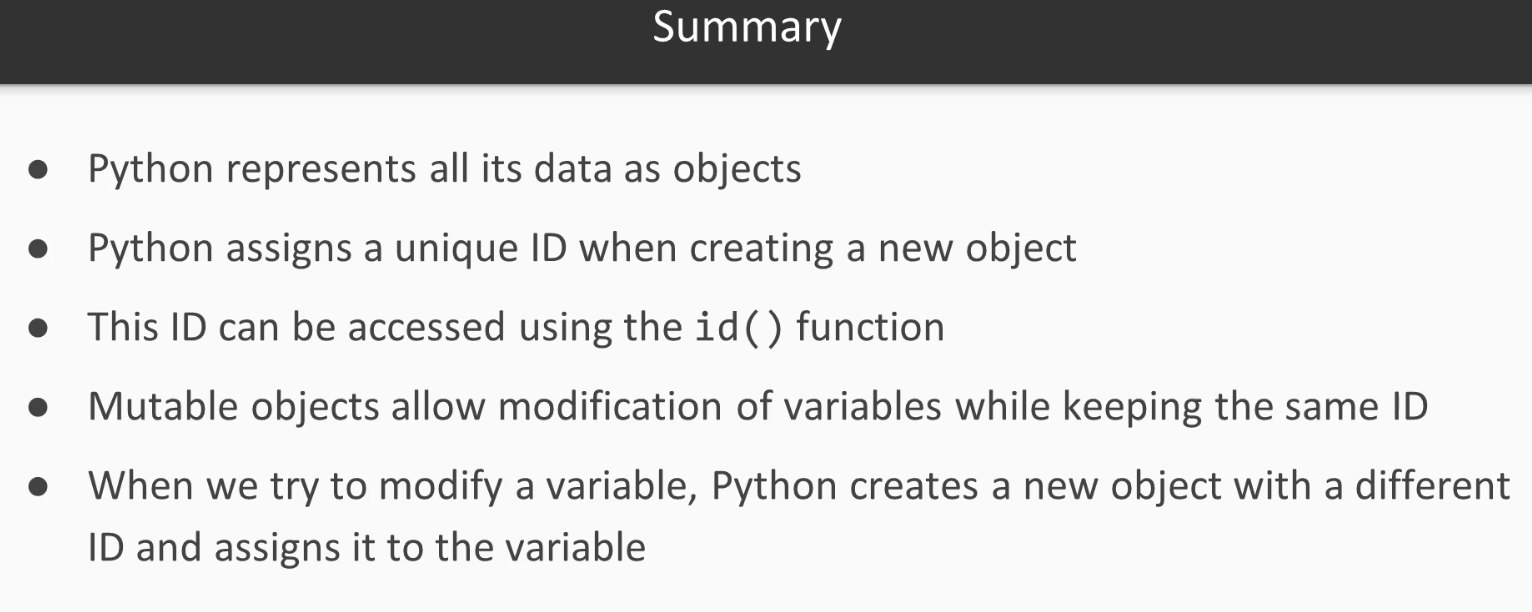 Summary
● Python represents all its data as objects
● Python assigns a unique ID when creating a new object
● This ID can be accessed using the id() function
● Mutable objects allow modification of variables while keeping the same ID
● When we try to modify a variable, Python creates a new object with a different
ID and assigns it to the variable